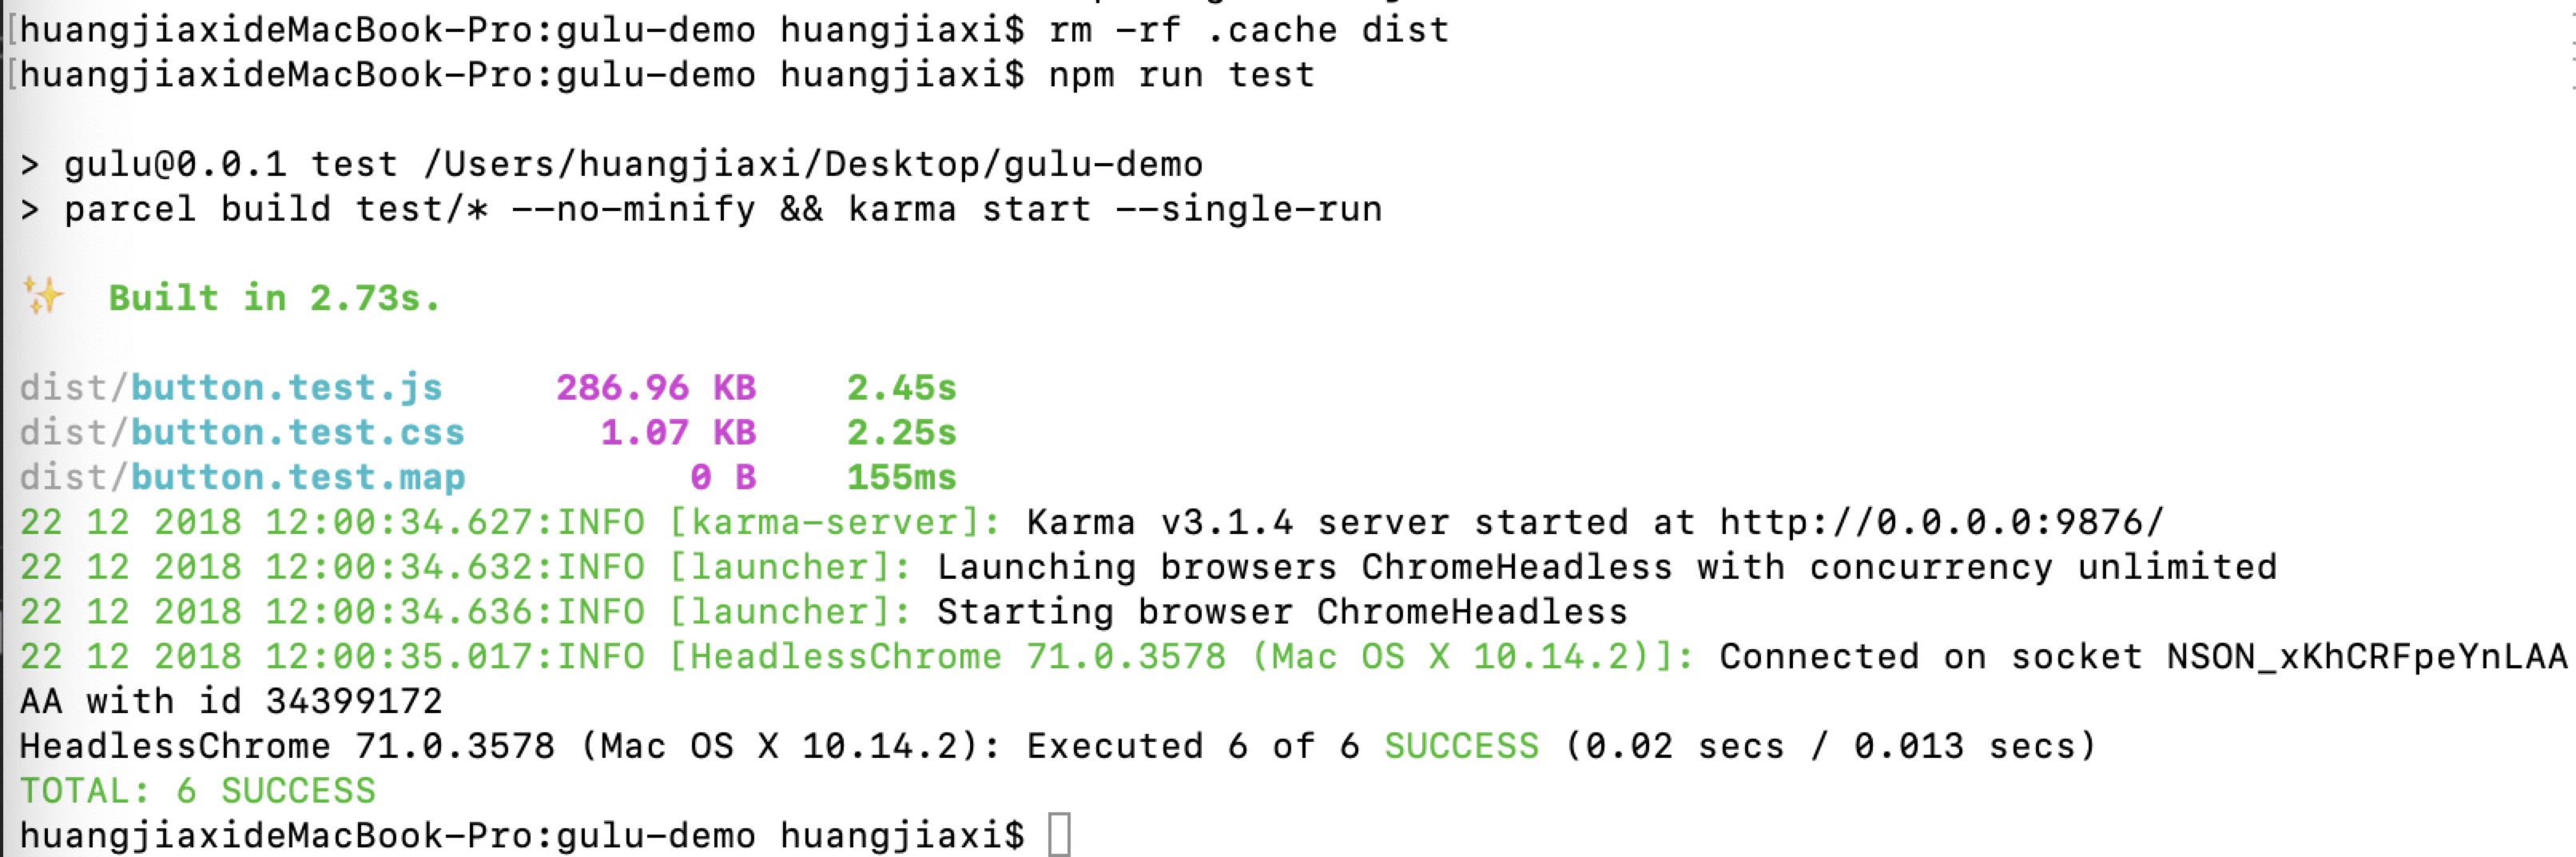 [huangjiaxideMacBook-Pro:gulu-demo huangjiaxi$ rm -rf .cache dist
[huangjiaxideMacBook-Pro:gulu-demo huangjiaxi$ npm run test
> gulu@0.0.1 test /Users/huangjiaxi/Desktop/gulu-demo
> parcel build test/* --no-minify && karma start --single-run
✨ Built in 2.73s.
dist/button.test.js 286.96 KB 2.45s
dist/button.test.css 1.07 KB 2.25s
dist/button.test.map 0 B 155ms
22 12 2018 12:00:34.627:INFO [karma-server]: Karma v3.1.4 server started at http://0.0.0.0:9876/
22 12 2018 12:00:34.632:INFO [launcher]: Launching browsers ChromeHeadless with concurrency unlimited
22 12 2018 12:00:34.636:INFO [launcher]: Starting browser ChromeHeadless
22 12 2018 12:00:35.017:INFO [HeadlessChrome 71.0.3578 (Mac OS X 10.14.2)]: Connected on socket NSON_xKhCRFpeYnLAA
AA with id 34399172
HeadlessChrome 71.0.3578 (Mac OS X 10.14.2): Executed 6 of 6 SUCCESS (0.02 secs / 0.013 secs)
TOTAL: 6 SUCCESS
huangjiaxideMacBook-Pro:gulu-demo huangjiaxi$